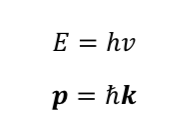 E = hν
p = ħk